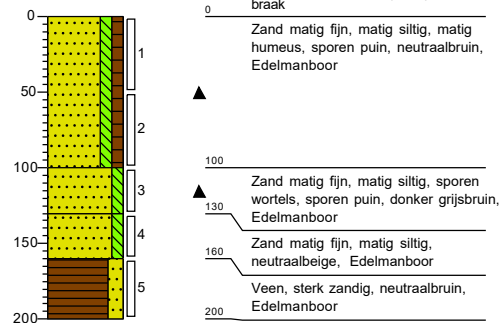 braak
0
Zand matig fijn, matig siltig, matig
humeus, sporen puin, neutraalbruin,
Edelmanboor
100
Zand matig fijn, matig siltig, sporen
wortels, sporen puin, donker grijsbruin,
Edelmanboor
130
Zand matig fijn, matig siltig,
neutraalbeige, Edelmanboor
160
Veen, sterk zandig, neutraalbruin,
Edelmanboor
200
0
50
100
150
200
1
2
3
4
5